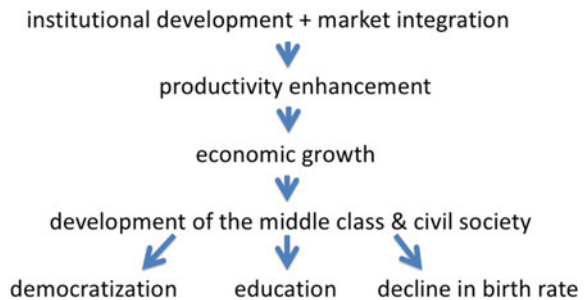 institutional development + market integration
productivity enhancement
economic growth
development of the middle class & civil society
democratization education decline in birth rate